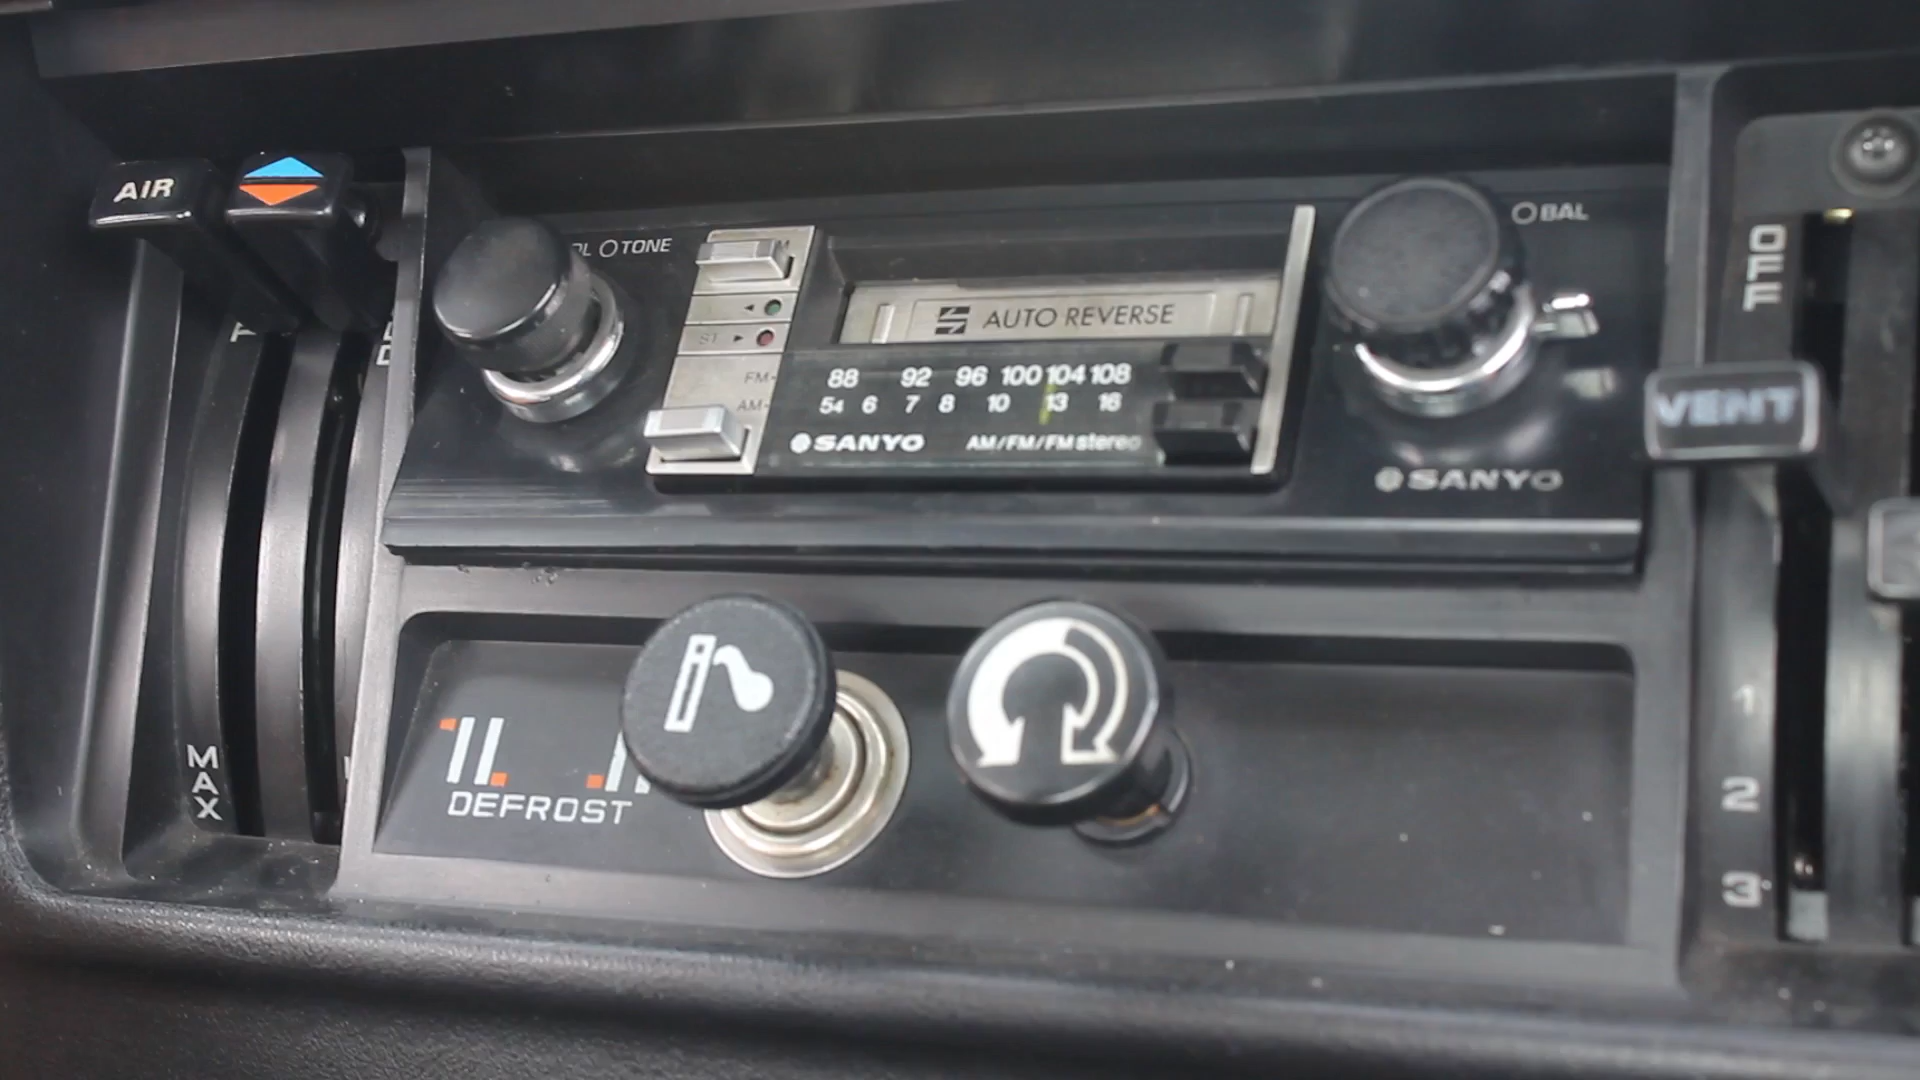 AIR
TONE
BAL
OFF
ST
AUTO REVERSE
FM
88 92 96 100 104 108
AM
54 6 7 8 10 13 16
SANYO AM/FM/FM stereo
VENT
SANYO
1
2
3
MAX
DEFROST